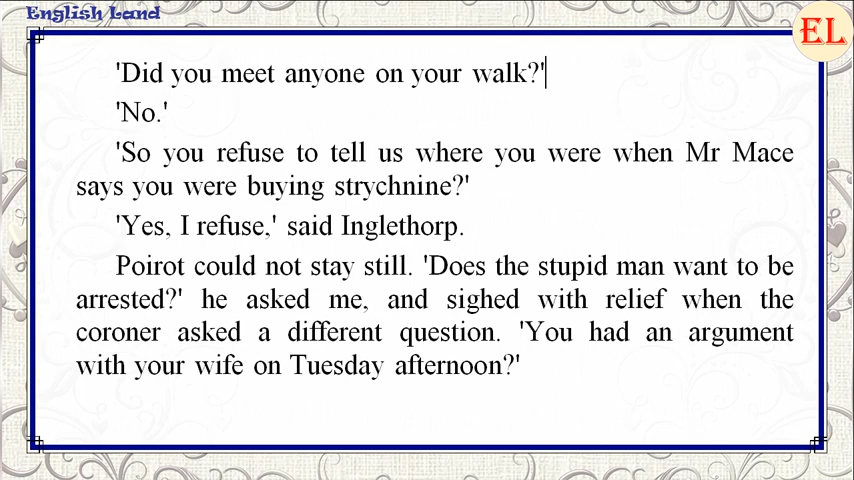 English Land
EL
'Did you meet anyone on your walk?'
'No.'
'So you refuse to tell us where you were when Mr Mace
says you were buying strychnine?'
'Yes, I refuse,' said Inglethorp.
Poirot could not stay still. 'Does the stupid man want to be
arrested?' he asked me, and sighed with relief when the
coroner asked a different question. 'You had an argument
with your wife on Tuesday afternoon?'